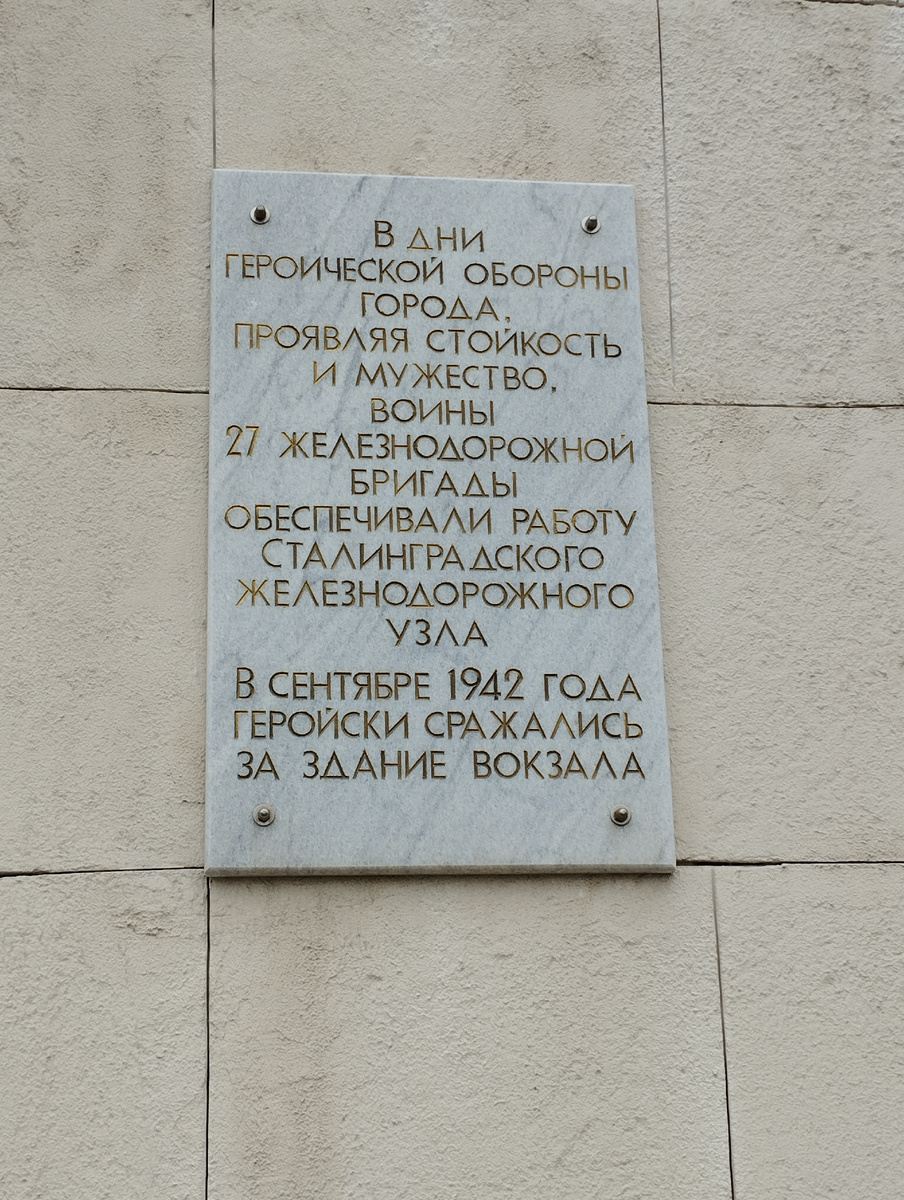 В ДНИ
ГЕРОИЧЕСКОЙ ОБОРОНЫ
ГОРОДА,
ПРОЯВЛЯЯ СТОЙКОСТЬ
И МУЖЕСТВО,
ВОИНЫ
27 ЖЕЛЕЗНОДОРОЖНОЙ
БРИГАДЫ
ОБЕСПЕЧИВАЛИ РАБОТУ
СТАЛИНГРАДСКОГО
ЖЕЛЕЗНОДОРОЖНОГО
УЗЛА
В СЕНТЯБРЕ 1942 ГОДА
ГЕРОЙСКИ СРАЖАЛИСЬ
ЗА ЗДАНИЕ ВОКЗАЛА